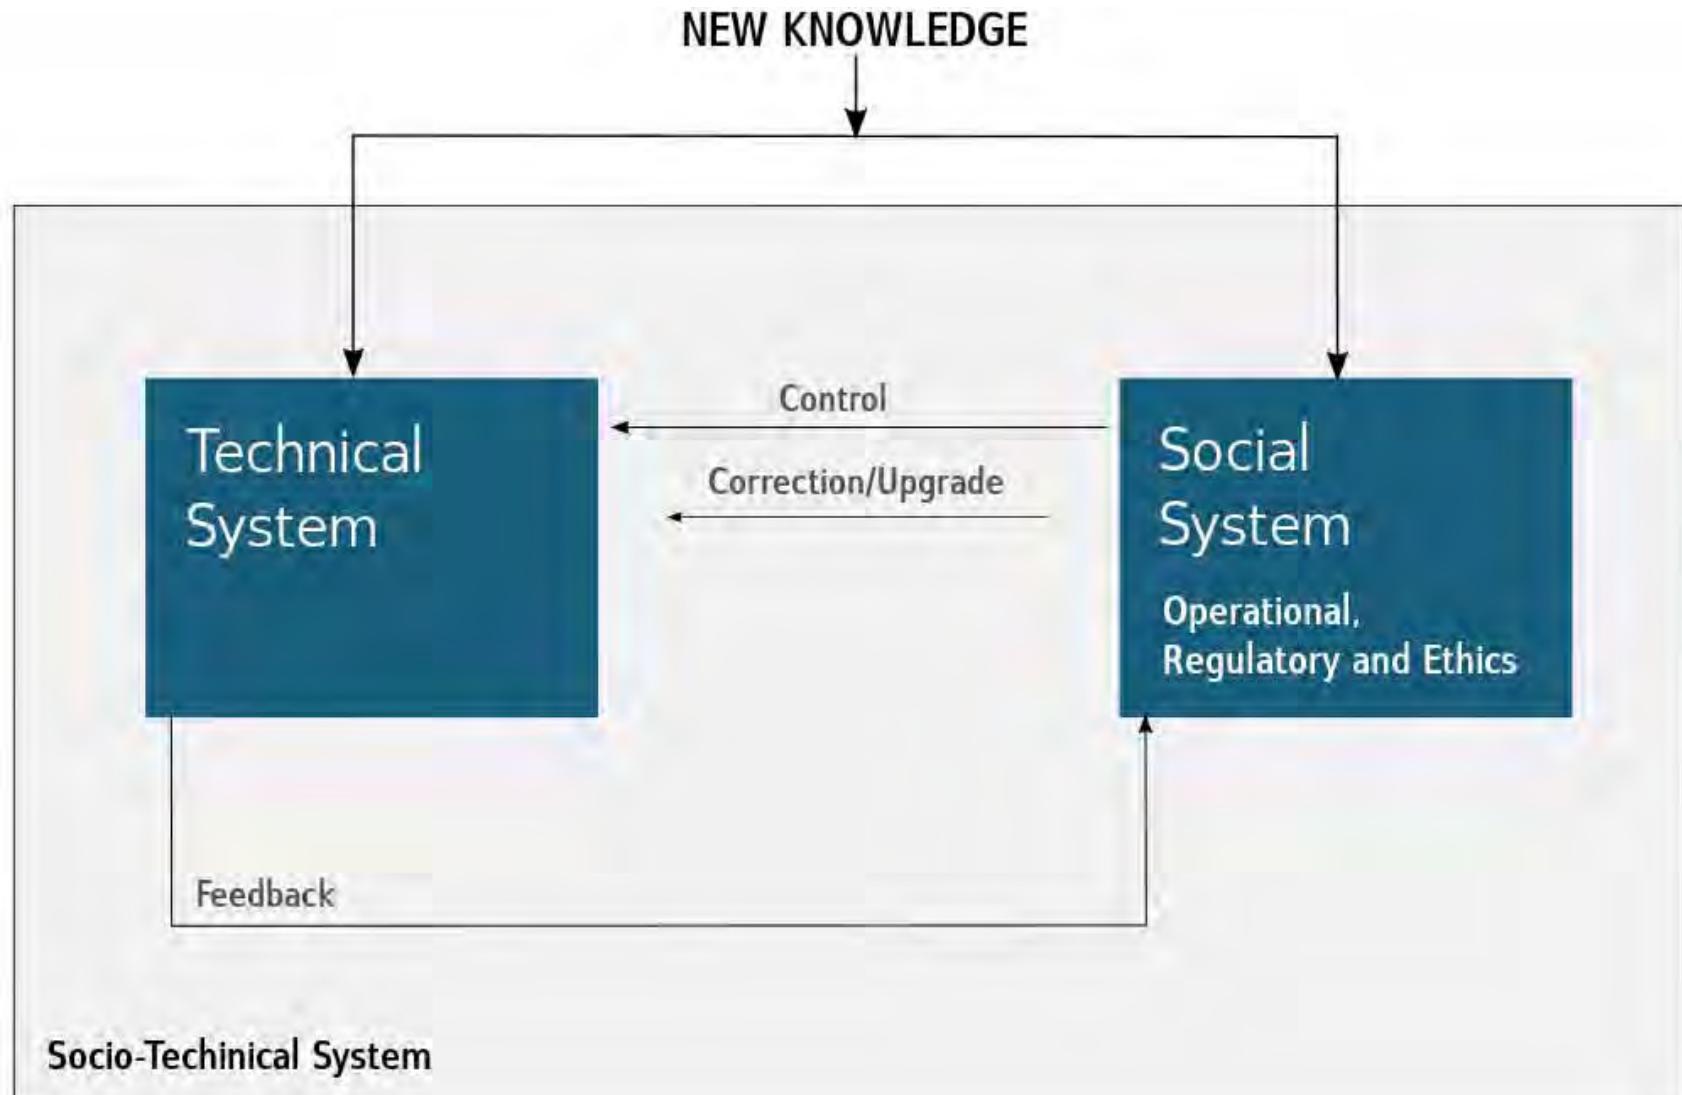 NEW KNOWLEDGE
Control
Technical
System
Correction/Upgrade
Social
System
Operational,
Regulatory and Ethics
Feedback
Socio-Techinical System